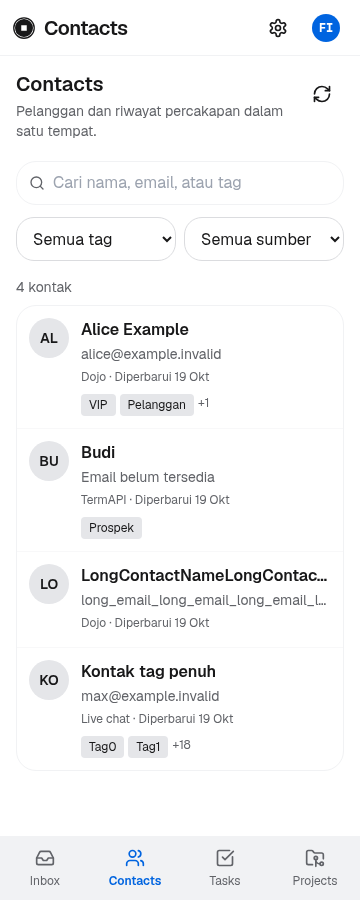 Contacts
FI
Contacts
Pelanggan dan riwayat percakapan dalam
satu tempat.
Cari nama, email, atau tag
Semua tag
Semua sumber
4 kontak
AL
Alice Example
alice@example.invalid
Dojo · Diperbarui 19 Okt
VIP
Pelanggan
+1
BU
Budi
Email belum tersedia
TermAPI · Diperbarui 19 Okt
Prospek
LO
LongContactNameLongContac...
long_email_long_email_long_email_l...
Dojo · Diperbarui 19 Okt
KO
Kontak tag penuh
max@example.invalid
Live chat · Diperbarui 19 Okt
Tag0
Tag1
+18
Inbox
Contacts
Tasks
Projects